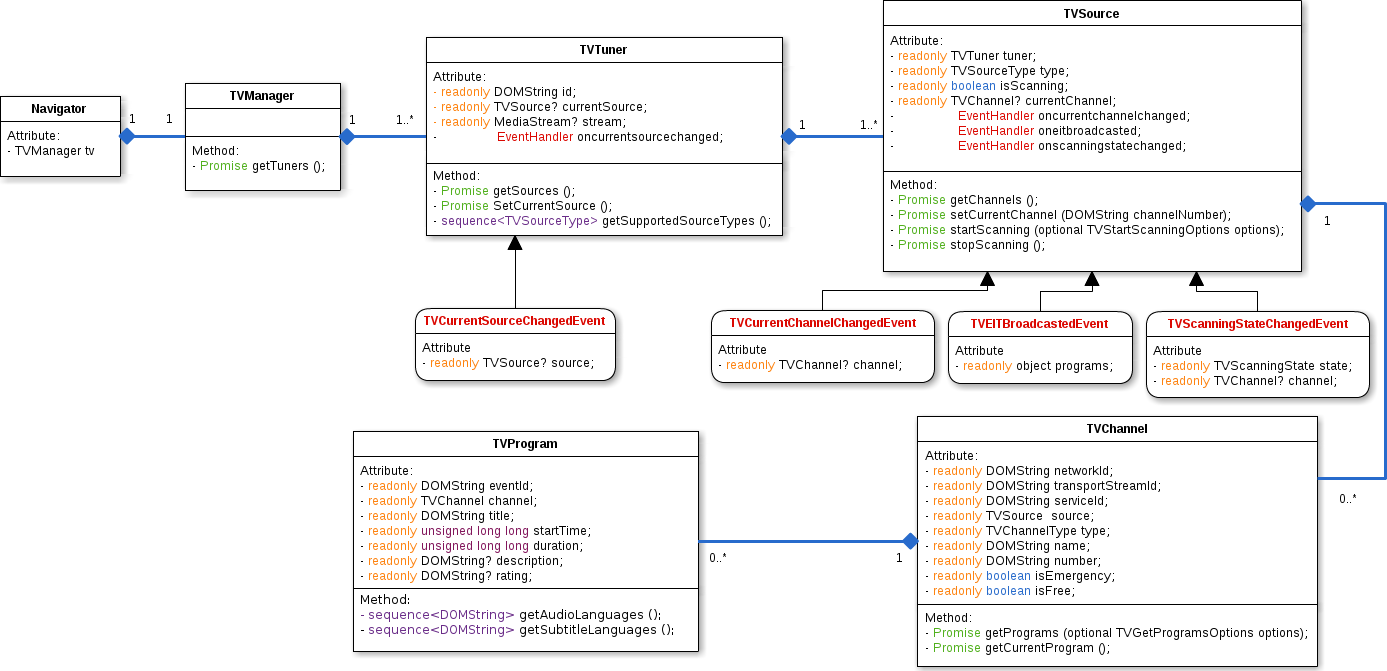 Navigator
Attribute:
- TVManager tv
1
1
TVManager
Method:
- Promise getTuners ();
1
1..*
TVTuner
Attribute:
- readonly DOMString id;
- readonly TVSource? currentSource;
- readonly MediaStream? stream;
- EventHandler oncurrentsourcechanged;
Method:
- Promise getSources ();
- Promise SetCurrentSource ();
- sequence<TVSourceType> getSupportedSourceTypes ();
1
1..*
TVSource
Attribute:
- readonly TVTuner tuner;
- readonly TVSourceType type;
- readonly boolean isScanning;
- readonly TVChannel? currentChannel;
- EventHandler oncurrentchannelchanged;
- EventHandler oneitbroadcasted;
- EventHandler onscanningstatechanged;
Method:
- Promise getChannels ();
- Promise setCurrentChannel (DOMString channelNumber);
- Promise startScanning (optional TVStartScanningOptions options);
- Promise stopScanning ();
1
TVCurrentSourceChangedEvent
Attribute
- readonly TVSource? source;
TVCurrentChannelChangedEvent
Attribute
- readonly TVChannel? channel;
TVEITBroadcastedEvent
Attribute
- readonly object programs;
TVScanningStateChangedEvent
Attribute
- readonly TVScanningState state;
- readonly TVChannel? channel;
TVProgram
Attribute:
- readonly DOMString eventId;
- readonly TVChannel channel;
- readonly DOMString title;
- readonly unsigned long long startTime;
- readonly unsigned long long duration;
- readonly DOMString? description;
- readonly DOMString? rating;
Method:
- sequence<DOMString> getAudioLanguages ();
- sequence<DOMString> getSubtitleLanguages ();
0..*
1
TVChannel
Attribute:
- readonly DOMString networkId;
- readonly DOMString transportStreamId;
- readonly DOMString serviceId;
- readonly TVSource source;
- readonly TVChannelType type;
- readonly DOMString name;
- readonly DOMString number;
- readonly boolean isEmergency;
- readonly boolean isFree;
Method:
- Promise getPrograms (optional TVGetProgramsOptions options);
- Promise getCurrentProgram ();
0..*